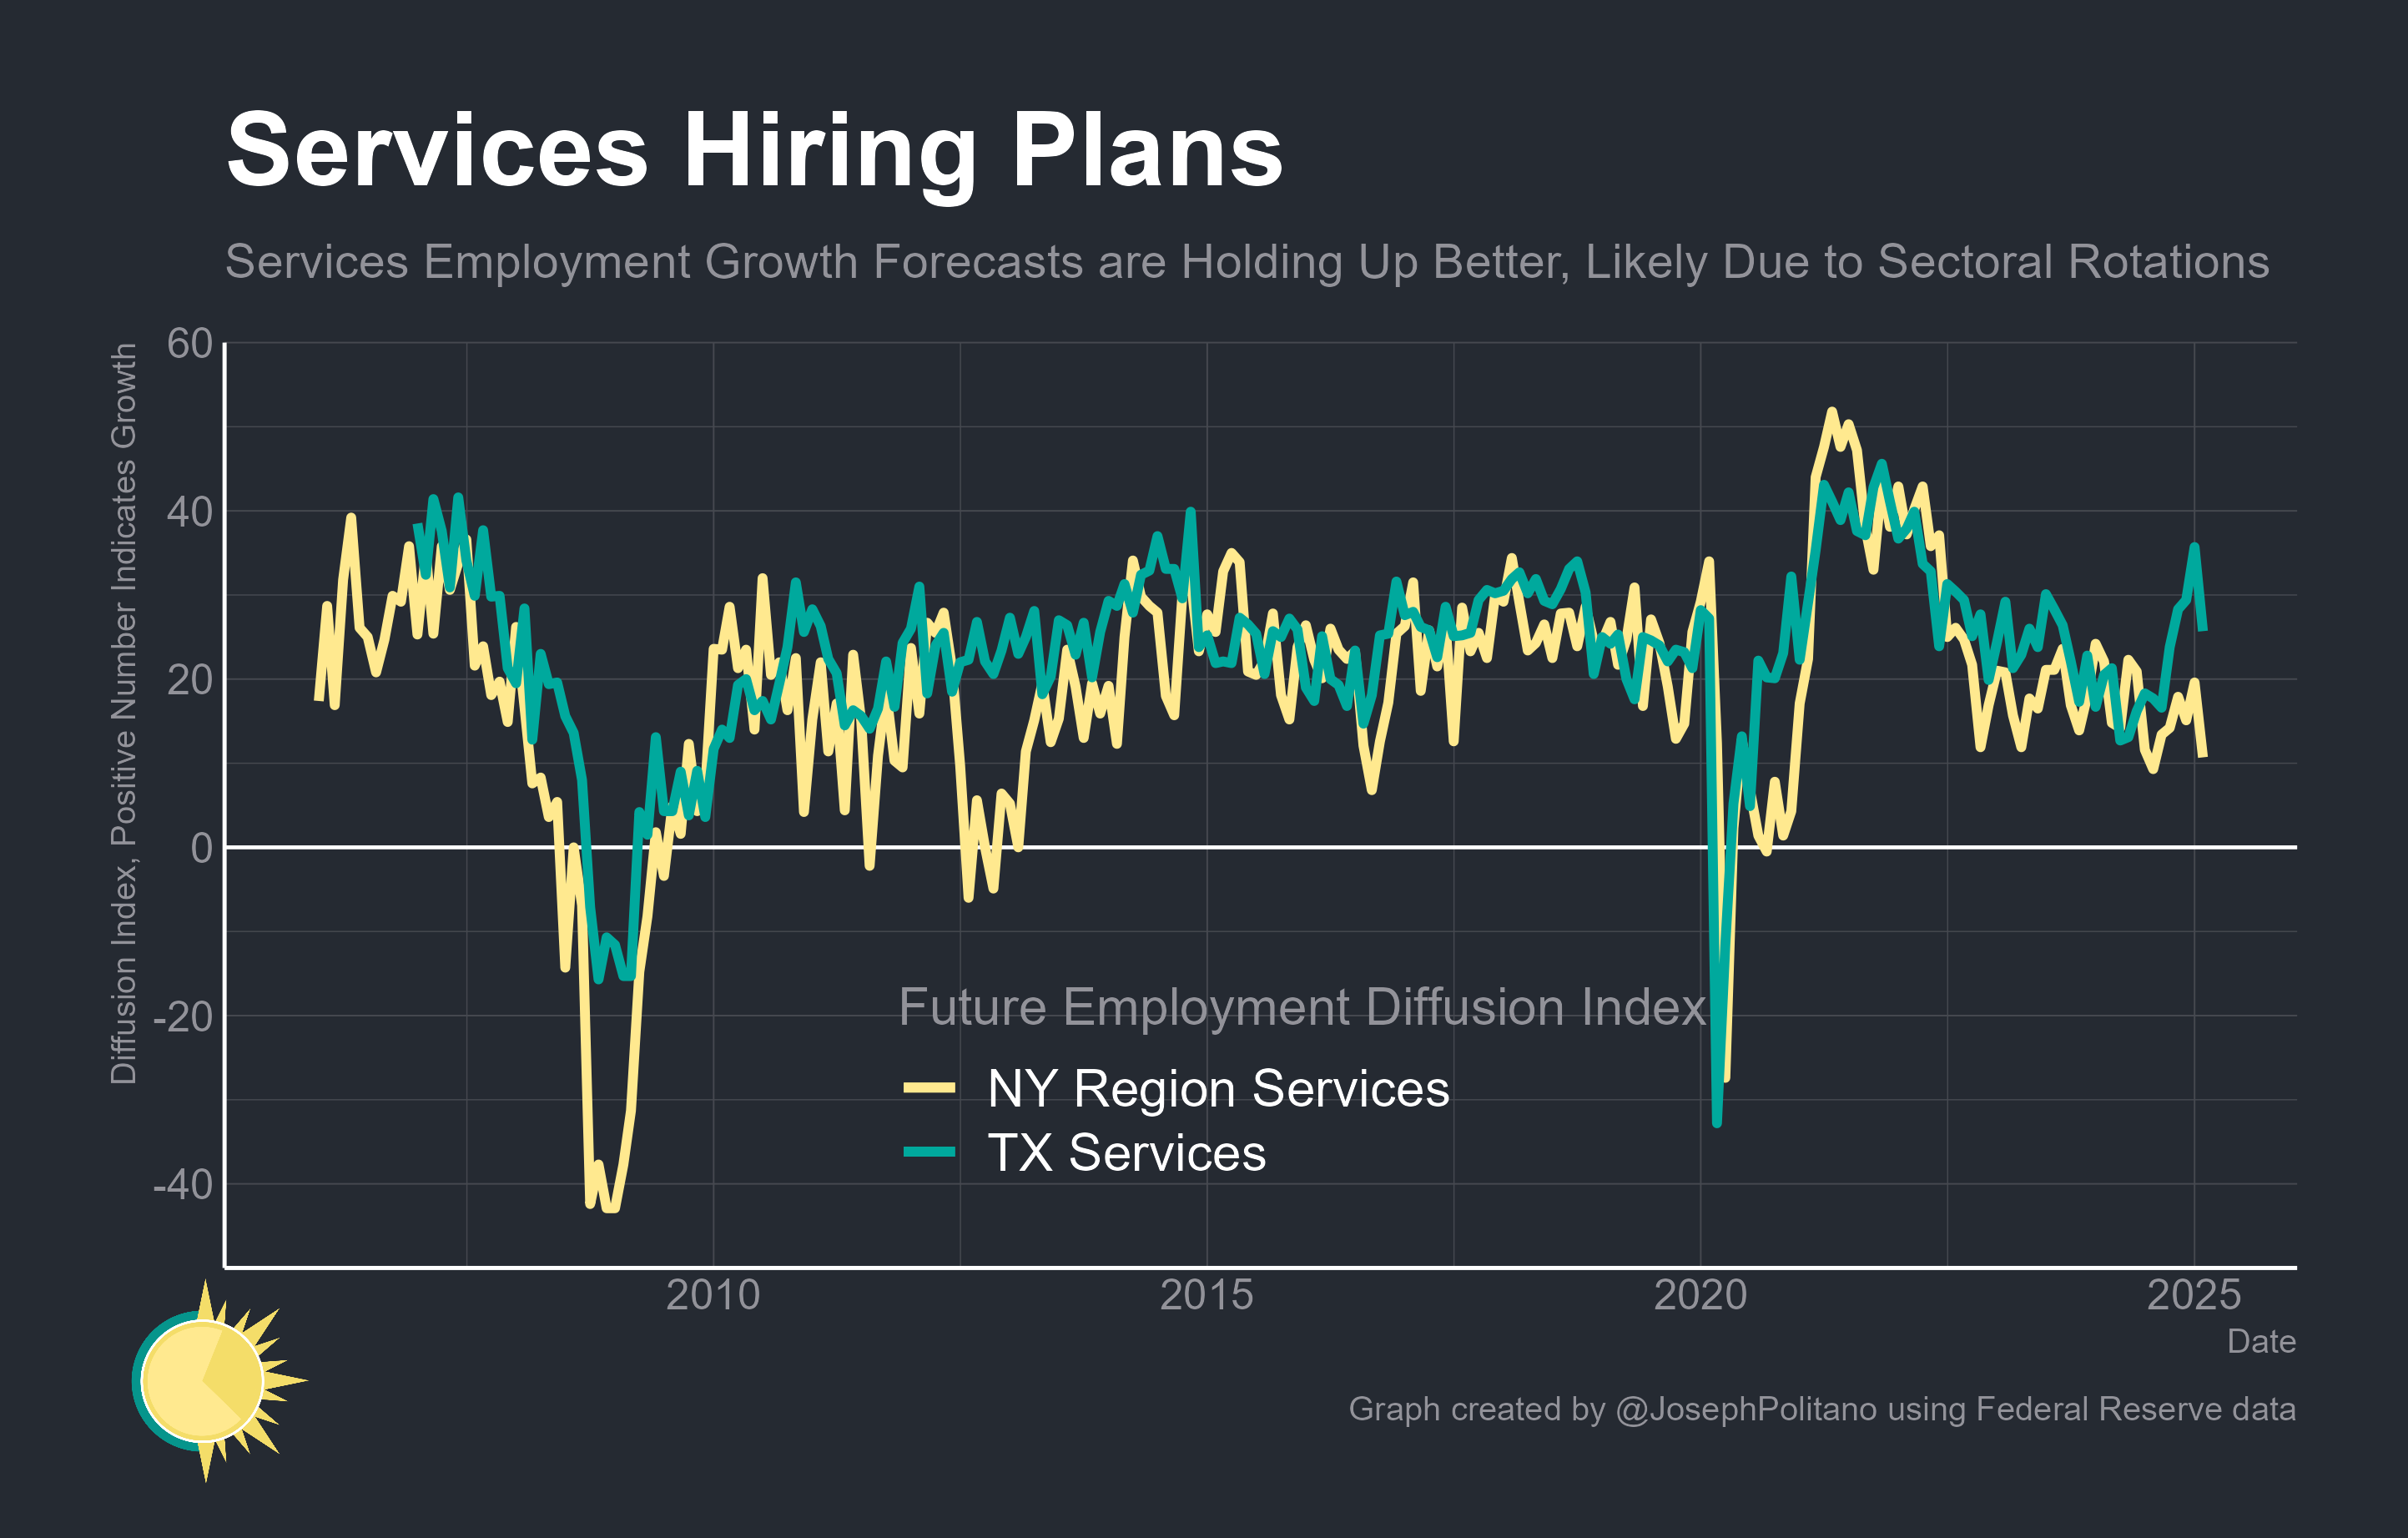 Services Hiring Plans
Services Employment Growth Forecasts are Holding Up Better, Likely Due to Sectoral Rotations
Diffusion Index, Positive Number Indicates Growth
60
40
20
0
-20
-40
Future Employment Diffusion Index
NY Region Services
TX Services
2010
2015
2020
2025
Date
Graph created by @JosephPolitano using Federal Reserve data